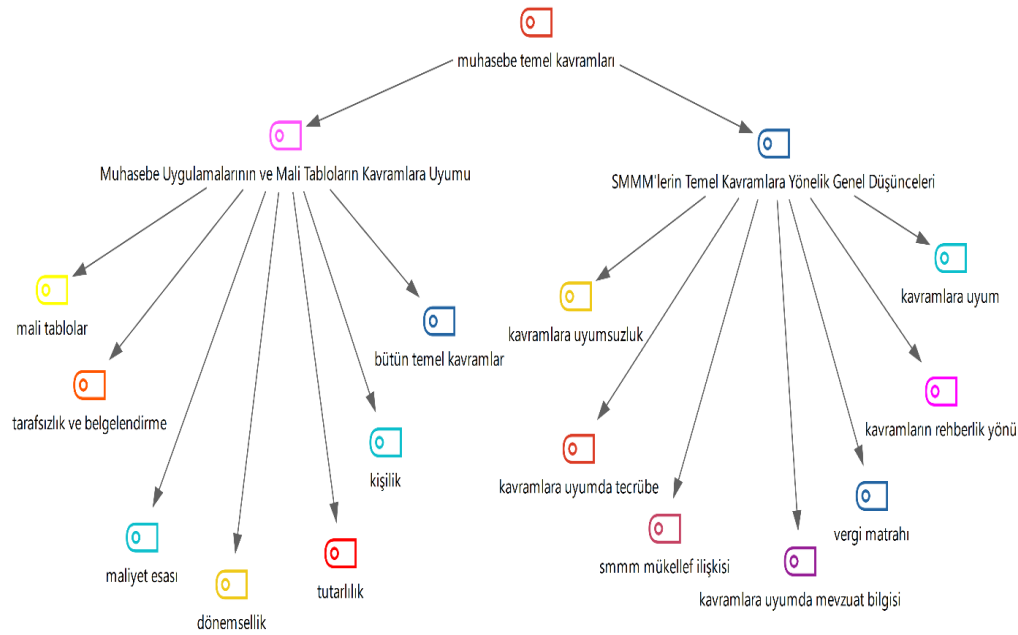 muhasebe temel kavramları
Muhasebe Uygulamalarının ve Mali Tabloların Kavramlara Uyumu
SMMM'lerin Temel Kavramlara Yönelik Genel Düşünceleri
mali tablolar
tarafsızlık ve belgelendirme
maliyet esası
dönemsellik
tutarlılık
kişilik
bütün temel kavramlar
kavramlara uyumsuzluk
kavramlara uyumda tecrübe
smmm mükellef ilişkisi
kavramlara uyumda mevzuat bilgisi
vergi matrahı
kavramların rehberlik yönü
kavramlara uyum